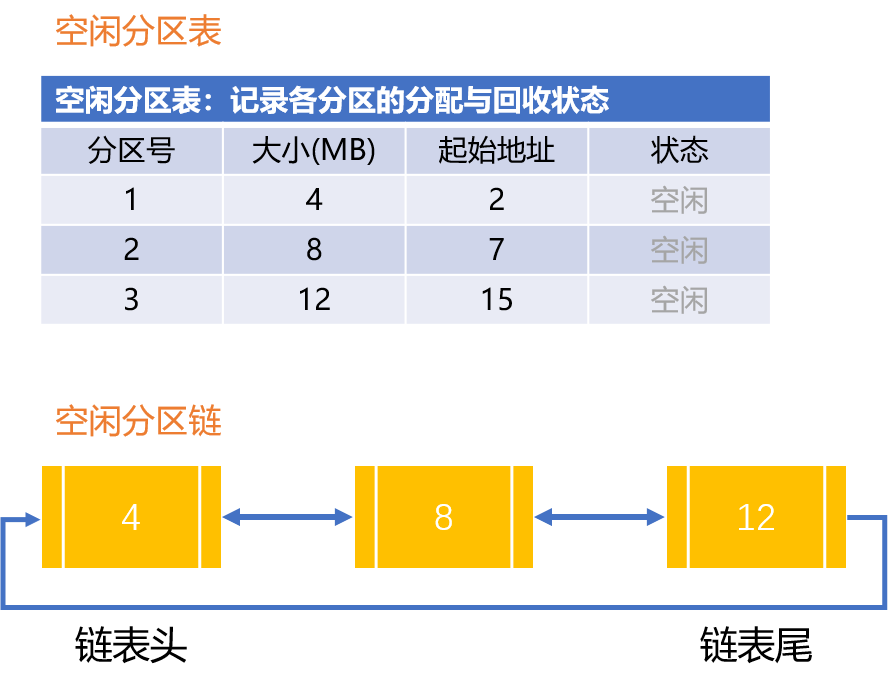 空闲分区表
空闲分区表：记录各分区的分配与回收状态
分区号 大小(MB) 起始地址 状态
1 4 2 空闲
2 8 7 空闲
3 12 15 空闲
空闲分区链
4 8 12
链表头 链表尾